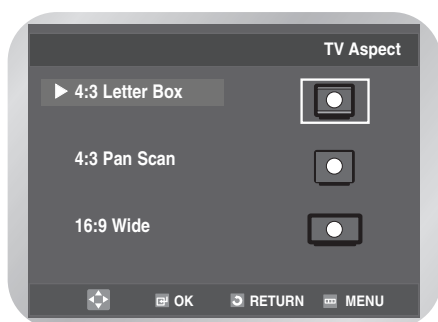 TV Aspect
4:3 Letter Box
4:3 Pan Scan
16:9 Wide
OK RETURN MENU